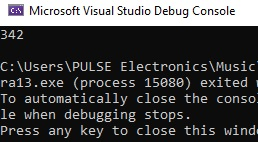 Microsoft Visual Studio Debug Console
342
C:\Users\PULSE Electronics\Music
ra13.exe (process 15080) exited
To automatically close the conso
le when debugging stops.
Press any key to close this wind